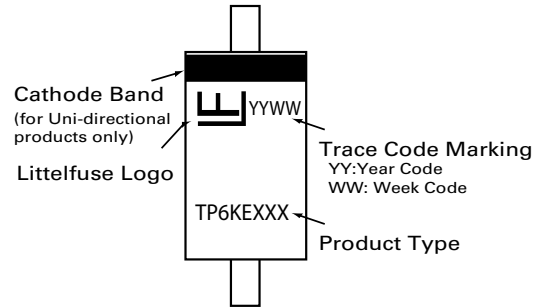 Cathode Band
(for Uni-directional
products only)
Littelfuse Logo
YYWW
Trace Code Marking
YY:Year Code
WW: Week Code
TP6KEXXX
Product Type